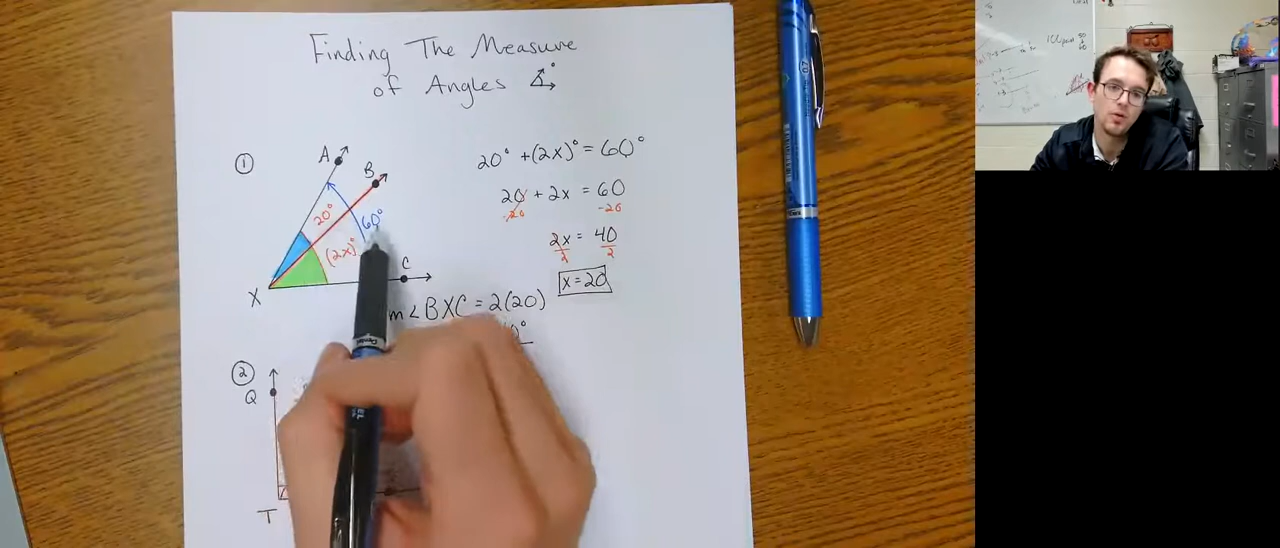 Finding The Measure
of Angles
①
A
B
20°
60°
(2x)°
C
X
20° + (2x)° = 60°
20 + 2x = 60
-20 -20
2x = 40
2 2
x = 20
m∠BXC = 2(20)
②
Q
T